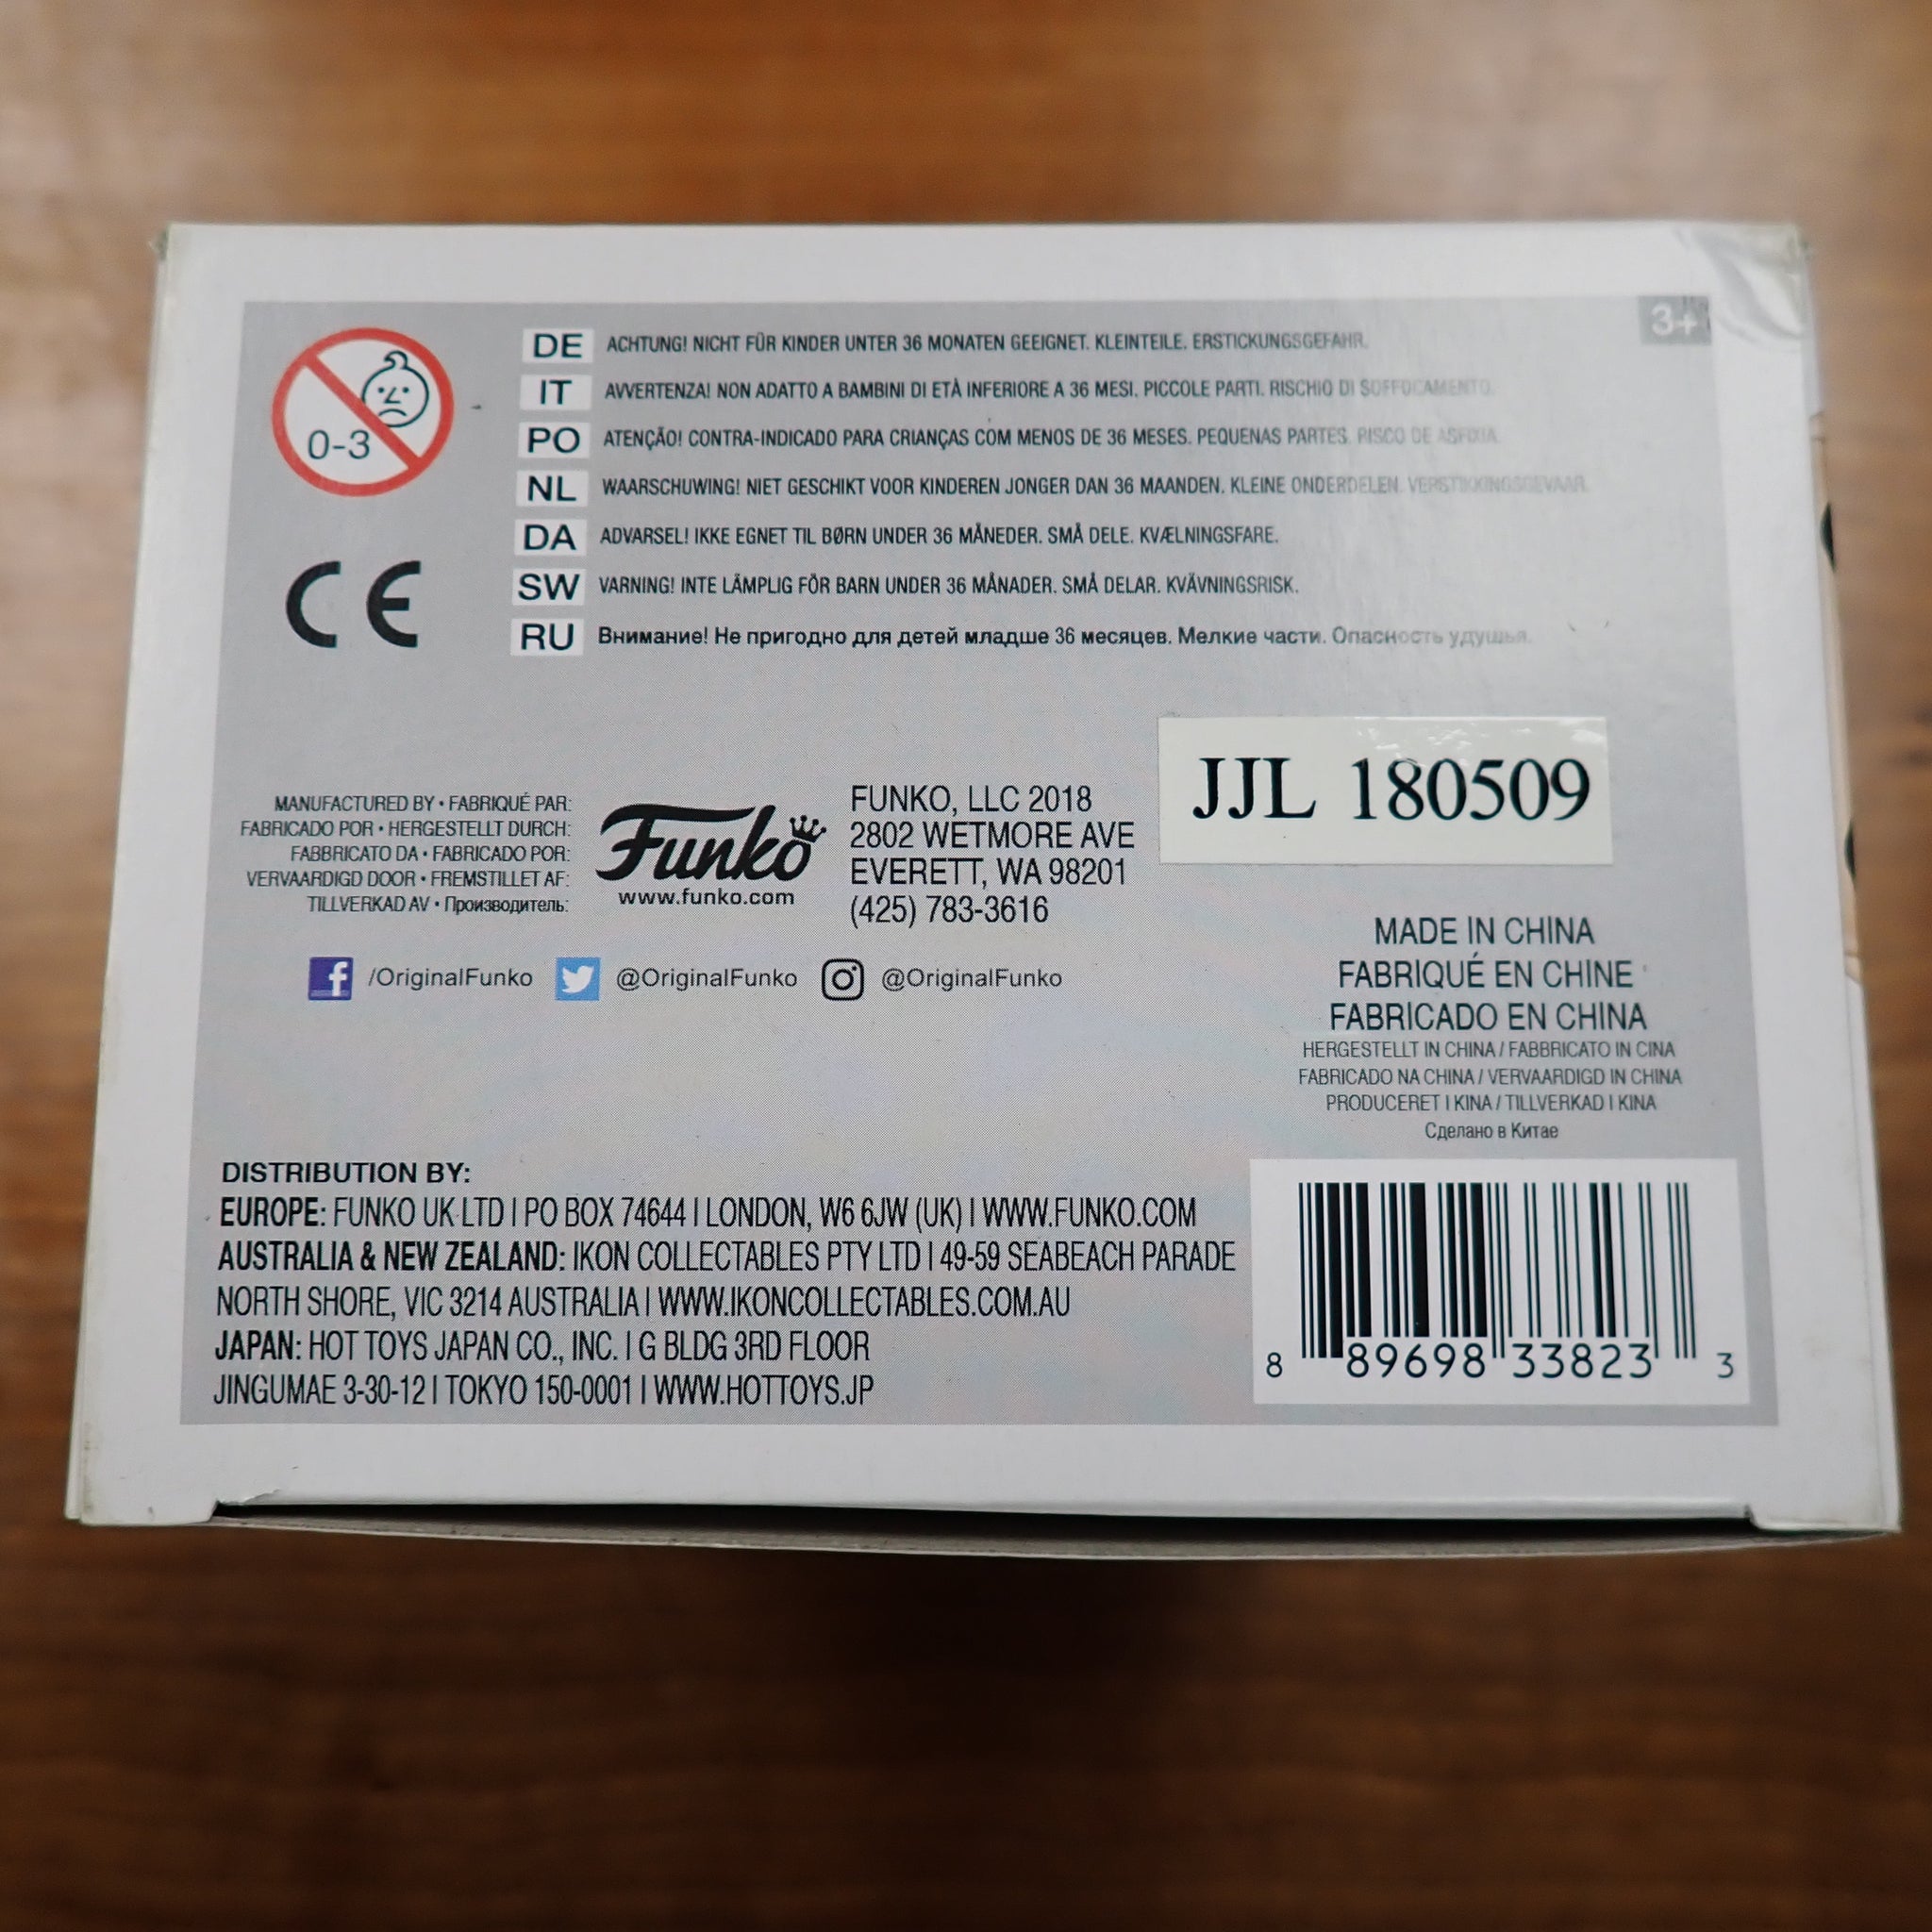 3+
0-3
DE ACHTUNG! NICHT FÜR KINDER UNTER 36 MONATEN GEEIGNET. KLEINTEILE. ERSTICKUNGSGEFAHR.
IT AVVERTENZA! NON ADATTO A BAMBINI DI ETÀ INFERIORE A 36 MESI. PICCOLE PARTI. RISCHIO DI SOFFOCAMENTO.
PO ATENÇÃO! CONTRA-INDICADO PARA CRIANÇAS COM MENOS DE 36 MESES. PEQUENAS PARTES. RISCO DE ASFIXIA.
NL WAARSCHUWING! NIET GESCHIKT VOOR KINDEREN JONGER DAN 36 MAANDEN. KLEINE ONDERDELEN. VERSTIKKINGSGEVAAR.
DA ADVARSEL! IKKE EGNET TIL BØRN UNDER 36 MÅNEDER. SMÅ DELE. KVÆLNINGSFARE.
SW VARNING! INTE LÄMPLIG FÖR BARN UNDER 36 MÅNADER. SMÅ DELAR. KVÄVNINGSRISK.
RU Внимание! Не пригодно для детей младше 36 месяцев. Мелкие части. Опасность удушья.
CE
MANUFACTURED BY • FABRIQUÉ PAR:
FABRICADO POR • HERGESTELLT DURCH:
FABBRICATO DA • FABRICADO POR:
VERVAARDIGD DOOR • FREMSTILLET AF:
TILLVERKAD AV • Производитель:
Funko
www.funko.com
FUNKO, LLC 2018
2802 WETMORE AVE
EVERETT, WA 98201
(425) 783-3616
JJL 180509
/OriginalFunko @OriginalFunko @OriginalFunko
MADE IN CHINA
FABRIQUÉ EN CHINE
FABRICADO EN CHINA
HERGESTELLT IN CHINA / FABBRICATO IN CINA
FABRICADO NA CHINA / VERVAARDIGD IN CHINA
PRODUCERET I KINA / TILLVERKAD I KINA
Сделано в Китае
DISTRIBUTION BY:
EUROPE: FUNKO UK LTD | PO BOX 74644 | LONDON, W6 6JW (UK) | WWW.FUNKO.COM
AUSTRALIA & NEW ZEALAND: IKON COLLECTABLES PTY LTD | 49-59 SEABEACH PARADE
NORTH SHORE, VIC 3214 AUSTRALIA | WWW.IKONCOLLECTABLES.COM.AU
JAPAN: HOT TOYS JAPAN CO., INC. | G BLDG 3RD FLOOR
JINGUMAE 3-30-12 | TOKYO 150-0001 | WWW.HOTTOYS.JP
8 89698 33823 3